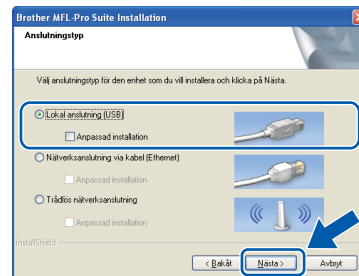 Brother MFL-Pro Suite Installation
Anslutningstyp
Välj anslutningstyp för den enhet som du vill installera och klicka på Nästa.
Lokal anslutning (USB)
Anpassad installation
Nätverksanslutning via kabel (Ethernet)
Anpassad installation
Trådlös nätverksanslutning
Anpassad installation
InstallShield
< Bakåt
Nästa >
Avbryt